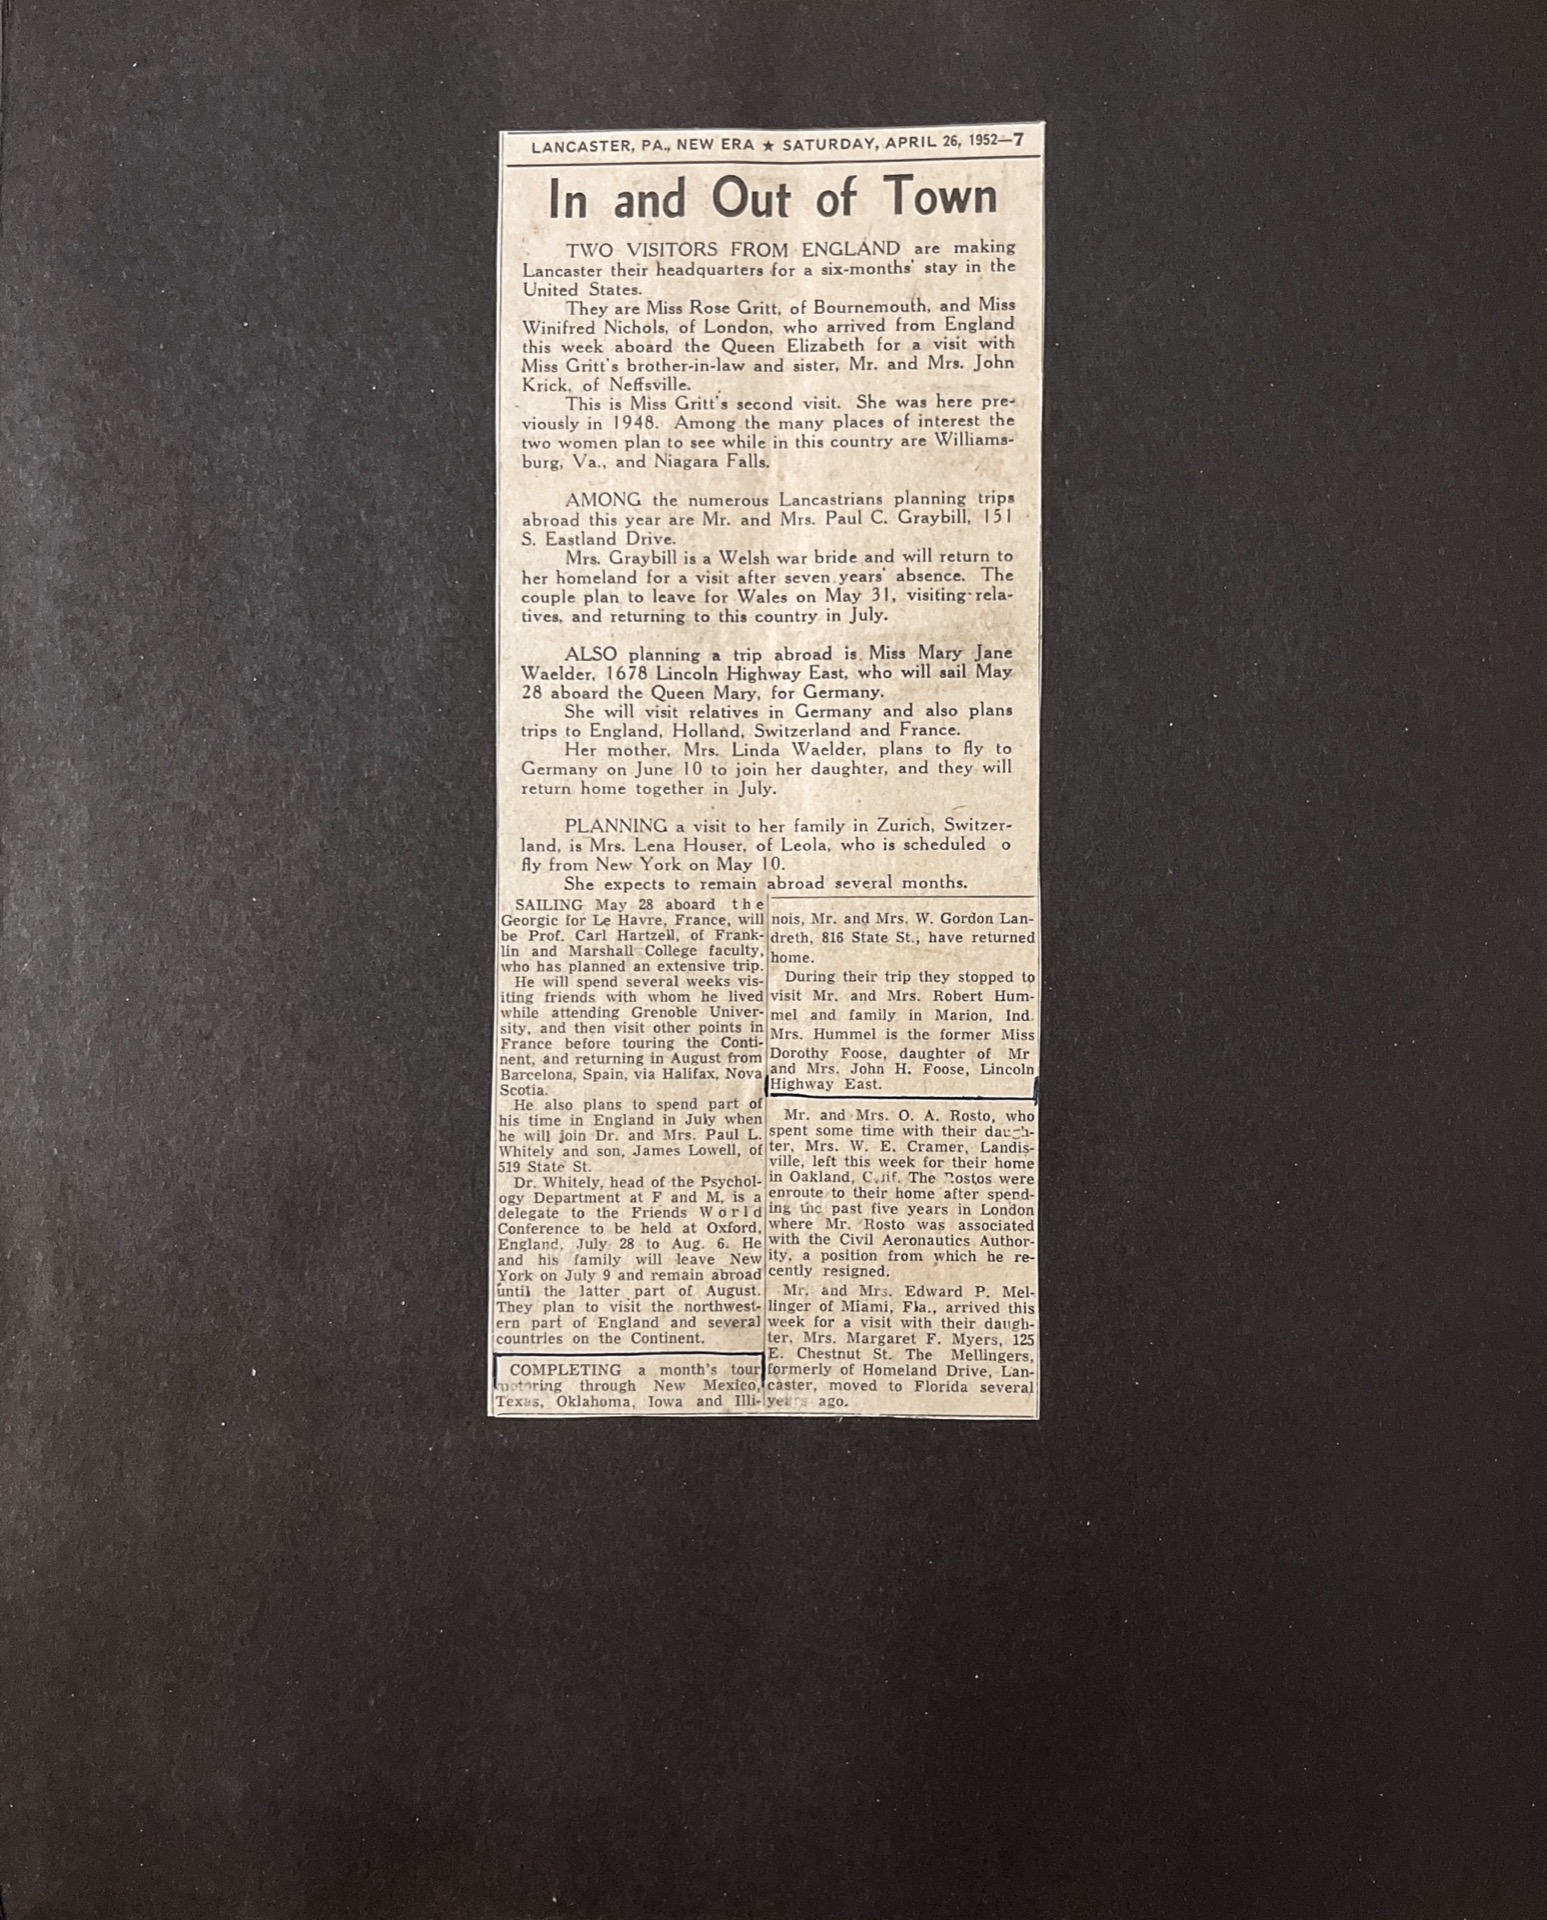 LANCASTER, PA., NEW ERA ★ SATURDAY, APRIL 26, 1952—7
In and Out of Town
TWO VISITORS FROM ENGLAND are making
Lancaster their headquarters for a six-months' stay in the
United States.
They are Miss Rose Gritt, of Bournemouth, and Miss
Winifred Nichols, of London, who arrived from England
this week aboard the Queen Elizabeth for a visit with
Miss Gritt's brother-in-law and sister, Mr. and Mrs. John
Krick, of Neffsville.
This is Miss Gritt's second visit. She was here pre-
viously in 1948. Among the many places of interest the
two women plan to see while in this country are Williams-
burg, Va., and Niagara Falls.
AMONG the numerous Lancastrians planning trips
abroad this year are Mr. and Mrs. Paul C. Graybill, 151
S. Eastland Drive.
Mrs. Graybill is a Welsh war bride and will return to
her homeland for a visit after seven years' absence. The
couple plan to leave for Wales on May 31, visiting rela-
tives, and returning to this country in July.
ALSO planning a trip abroad is Miss Mary Jane
Waelder, 1678 Lincoln Highway East, who will sail May
28 aboard the Queen Mary, for Germany.
She will visit relatives in Germany and also plans
trips to England, Holland, Switzerland and France.
Her mother, Mrs. Linda Waelder, plans to fly to
Germany on June 10 to join her daughter, and they will
return home together in July.
PLANNING a visit to her family in Zurich, Switzer-
land, is Mrs. Lena Houser, of Leola, who is scheduled o
fly from New York on May 10.
She expects to remain abroad several months.
SAILING May 28 aboard the
Georgic for Le Havre, France, will
be Prof. Carl Hartzell, of Frank-
lin and Marshall College faculty,
who has planned an extensive trip.
He will spend several weeks vis-
iting friends with whom he lived
while attending Grenoble Univer-
sity, and then visit other points in
France before touring the Conti-
nent, and returning in August from
Barcelona, Spain, via Halifax, Nova
Scotia.
He also plans to spend part of
his time in England in July when
he will join Dr. and Mrs. Paul L.
Whitely and son, James Lowell, of
519 State St.
Dr. Whitely, head of the Psychol-
ogy Department at F and M, is a
delegate to the Friends World
Conference to be held at Oxford,
England, July 28 to Aug. 6. He
and his family will leave New
York on July 9 and remain abroad
until the latter part of August.
They plan to visit the northwest-
ern part of England and several
countries on the Continent.
COMPLETING a month's tour
motoring through New Mexico,
Texas, Oklahoma, Iowa and Illi-
nois, Mr. and Mrs. W. Gordon Lan-
dreth, 816 State St., have returned
home.
During their trip they stopped to
visit Mr. and Mrs. Robert Hum-
mel and family in Marion, Ind.
Mrs. Hummel is the former Miss
Dorothy Foose, daughter of Mr
and Mrs. John H. Foose, Lincoln
Highway East.
Mr. and Mrs. O. A. Rosto, who
spent some time with their daugh-
ter, Mrs. W. E. Cramer, Landis-
ville, left this week for their home
in Oakland, Calif. The Rostos were
enroute to their home after spend-
ing the past five years in London
where Mr. Rosto was associated
with the Civil Aeronautics Author-
ity, a position from which he re-
cently resigned.
Mr. and Mrs. Edward P. Mel-
linger of Miami, Fla., arrived this
week for a visit with their daugh-
ter, Mrs. Margaret F. Myers, 125
E. Chestnut St. The Mellingers,
formerly of Homeland Drive, Lan-
caster, moved to Florida several
years ago.